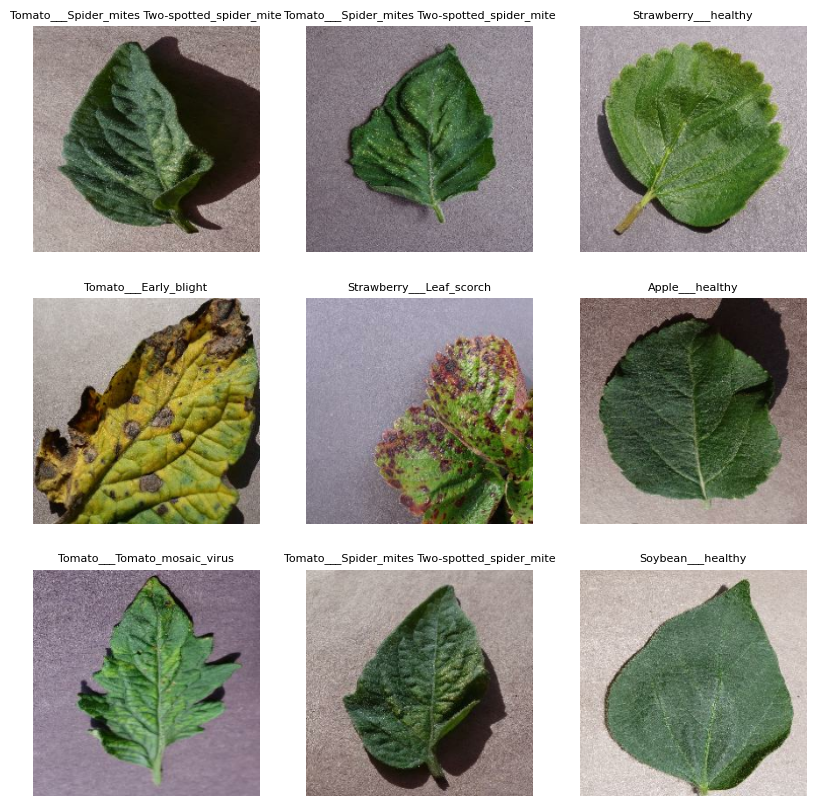 Tomato___Spider_mites Two-spotted_spider_mite
Tomato___Spider_mites Two-spotted_spider_mite
Strawberry___healthy
Tomato___Early_blight
Strawberry___Leaf_scorch
Apple___healthy
Tomato___Tomato_mosaic_virus
Tomato___Spider_mites Two-spotted_spider_mite
Soybean___healthy